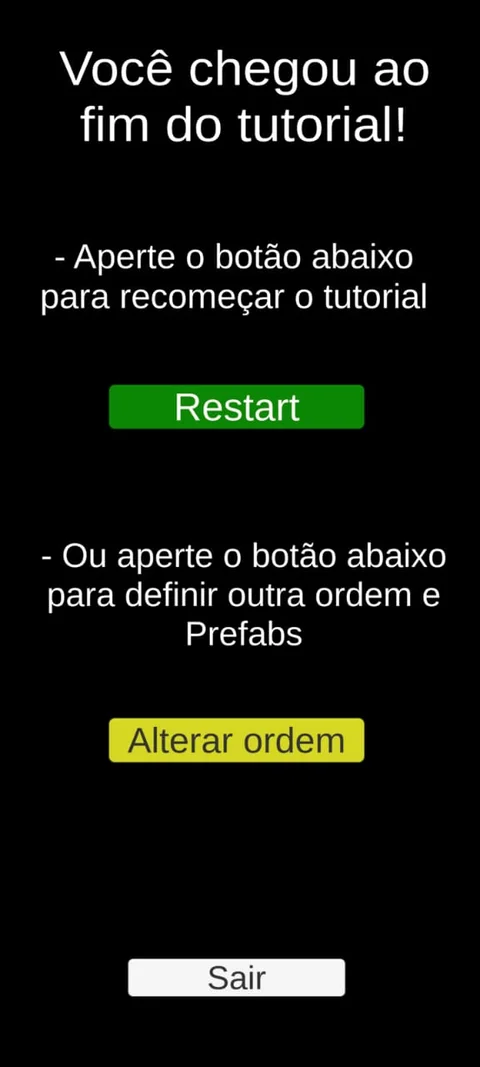 Você chegou ao
fim do tutorial!
- Aperte o botão abaixo
para recomeçar o tutorial
Restart
- Ou aperte o botão abaixo
para definir outra ordem e
Prefabs
Alterar ordem
Sair